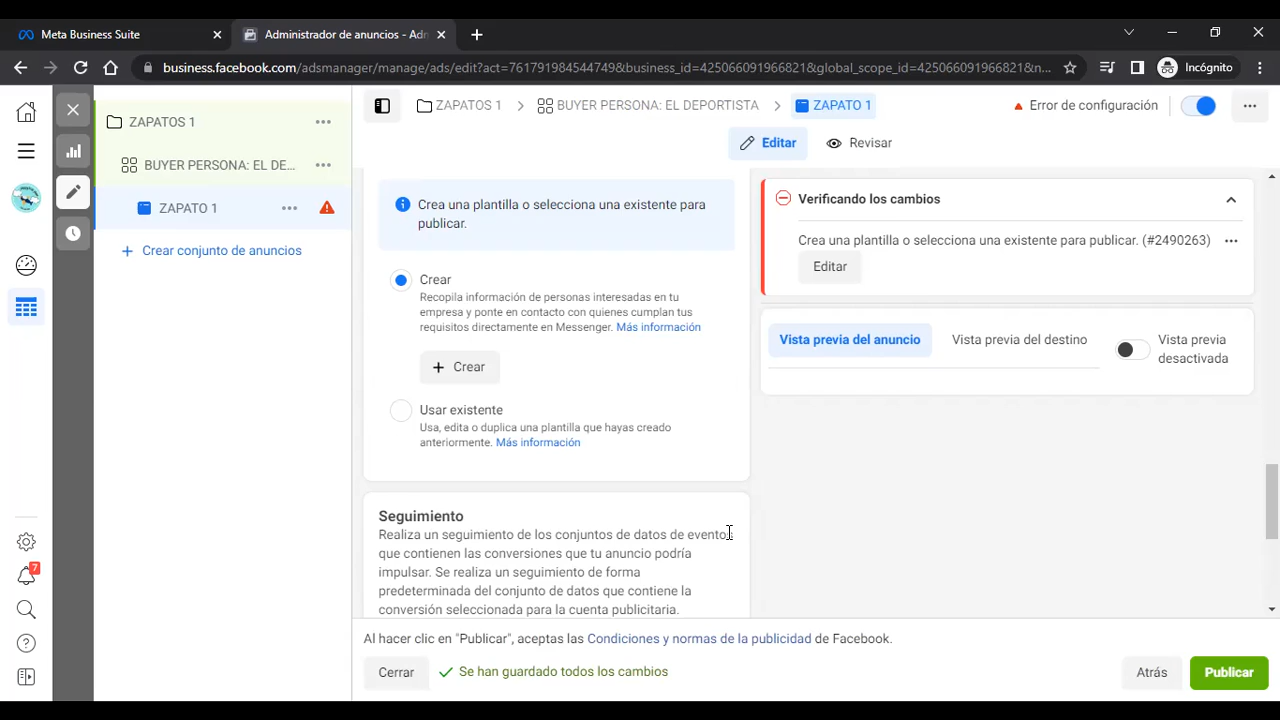 Meta Business Suite
Administrador de anuncios - Adn
business.facebook.com/adsmanager/manage/ads/edit?act=761791984544749&business_id=425066091966821&global_scope_id=425066091966821&n...
Incógnito
ZAPATOS 1
BUYER PERSONA: EL DE...
ZAPATO 1
+ Crear conjunto de anuncios
7
ZAPATOS 1 > BUYER PERSONA: EL DEPORTISTA > ZAPATO 1
Error de configuración
Editar
Revisar
Crea una plantilla o selecciona una existente para
publicar.
Crear
Recopila información de personas interesadas en tu
empresa y ponte en contacto con quienes cumplan tus
requisitos directamente en Messenger. Más información
+ Crear
Usar existente
Usa, edita o duplica una plantilla que hayas creado
anteriormente. Más información
Seguimiento
Realiza un seguimiento de los conjuntos de datos de eventos
que contienen las conversiones que tu anuncio podría
impulsar. Se realiza un seguimiento de forma
predeterminada del conjunto de datos que contiene la
conversión seleccionada para la cuenta publicitaria.
Verificando los cambios
Crea una plantilla o selecciona una existente para publicar. (#2490263)
Editar
Vista previa del anuncio
Vista previa del destino
Vista previa
desactivada
Al hacer clic en "Publicar", aceptas las Condiciones y normas de la publicidad de Facebook.
Cerrar
Se han guardado todos los cambios
Atrás
Publicar